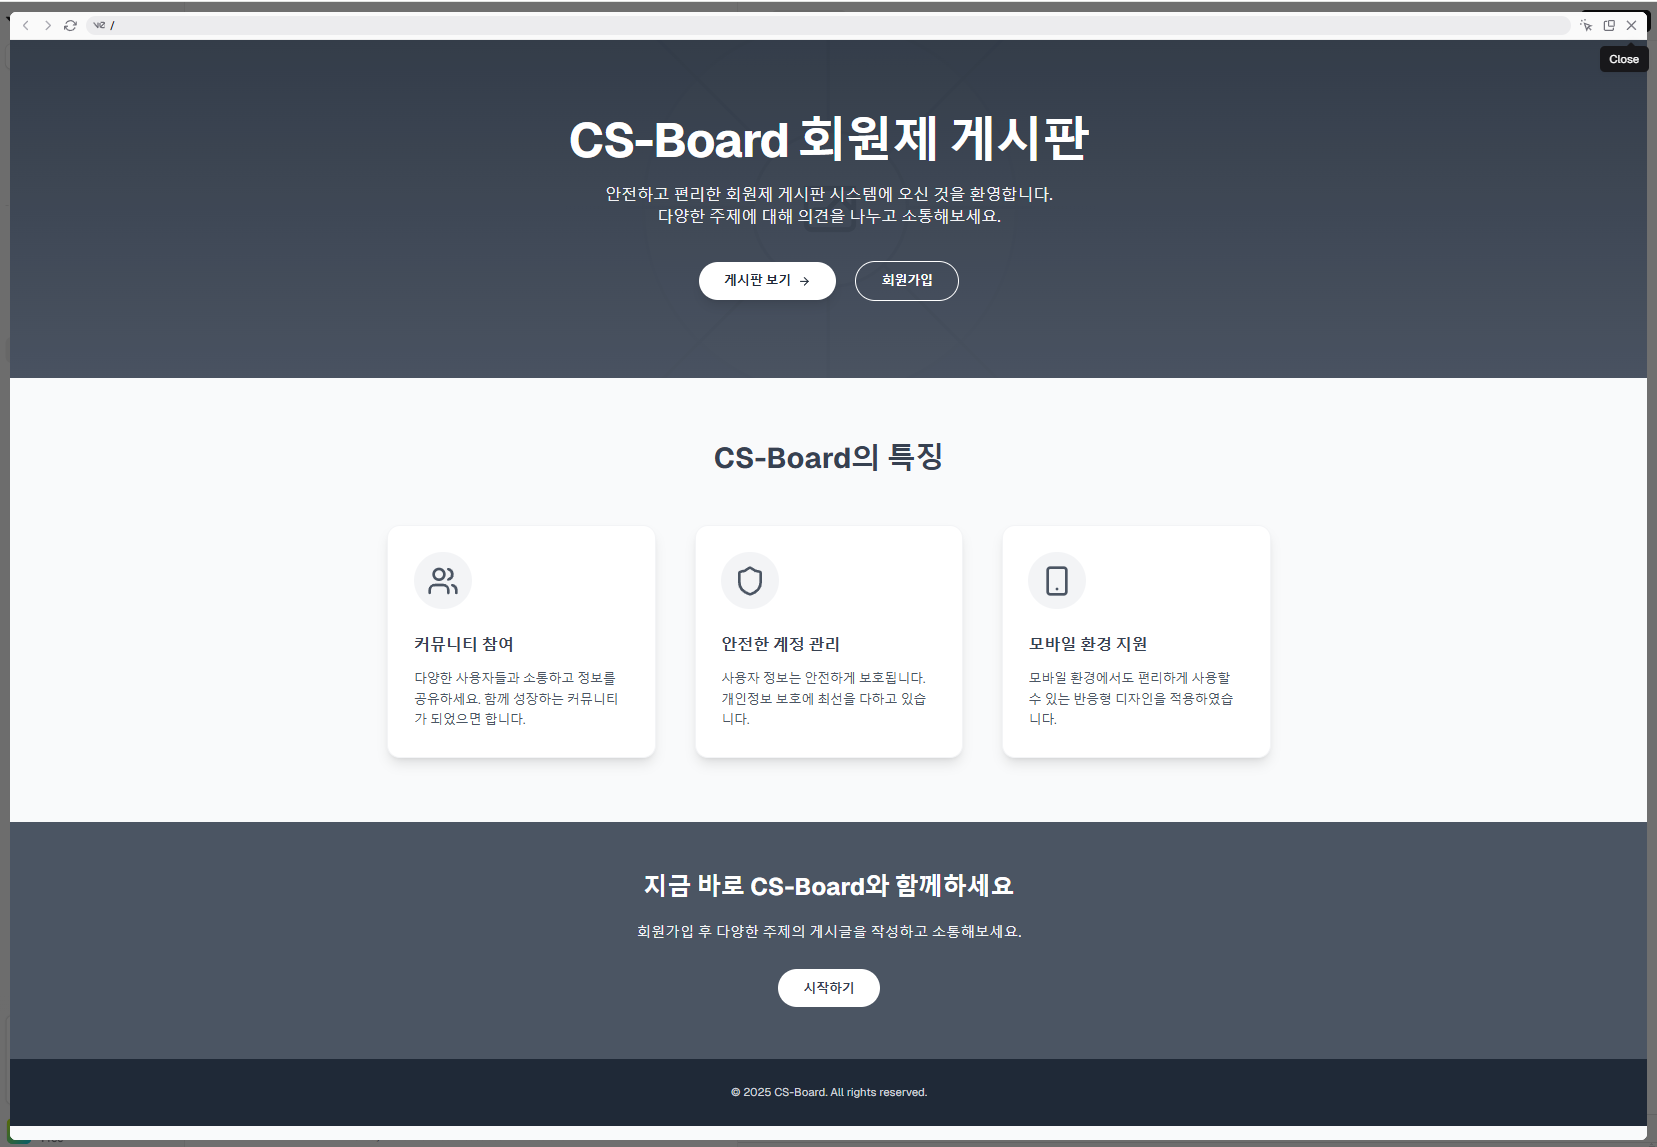 v0 /
Close
CS-Board 회원제 게시판
안전하고 편리한 회원제 게시판 시스템에 오신 것을 환영합니다.
다양한 주제에 대해 의견을 나누고 소통해보세요.
게시판 보기 →
회원가입
CS-Board의 특징
커뮤니티 참여
다양한 사용자들과 소통하고 정보를
공유하세요. 함께 성장하는 커뮤니티
가 되었으면 합니다.
안전한 계정 관리
사용자 정보는 안전하게 보호됩니다.
개인정보 보호에 최선을 다하고 있습
니다.
모바일 환경 지원
모바일 환경에서도 편리하게 사용할
수 있는 반응형 디자인을 적용하였습
니다.
지금 바로 CS-Board와 함께하세요
회원가입 후 다양한 주제의 게시글을 작성하고 소통해보세요.
시작하기
© 2025 CS-Board. All rights reserved.